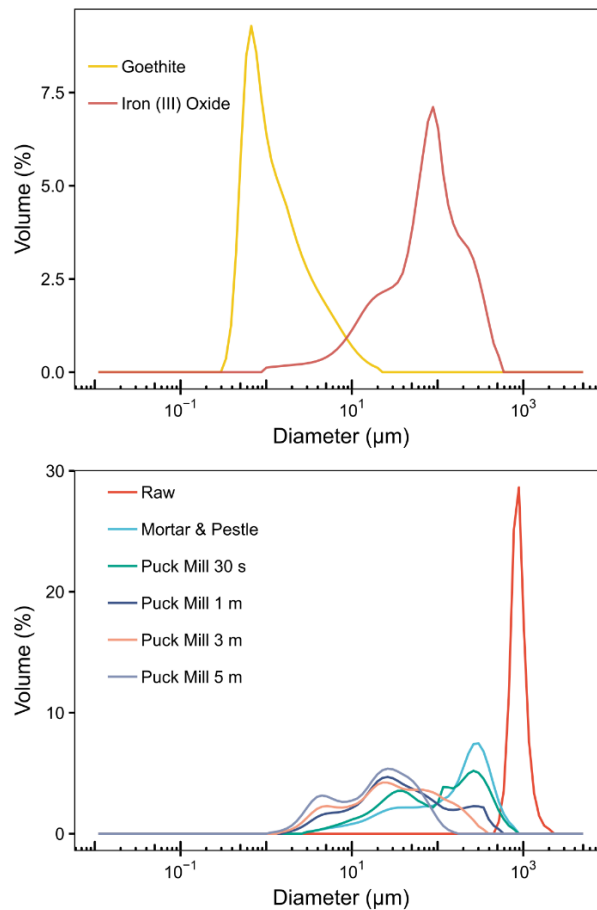 Goethite
Iron (III) Oxide
Volume (%)
7.5
5.0
2.5
0.0
10⁻¹ 10¹ 10³
Diameter (µm)
Raw
Mortar & Pestle
Puck Mill 30 s
Puck Mill 1 m
Puck Mill 3 m
Puck Mill 5 m
Volume (%)
30
20
10
0
10⁻¹ 10¹ 10³
Diameter (µm)